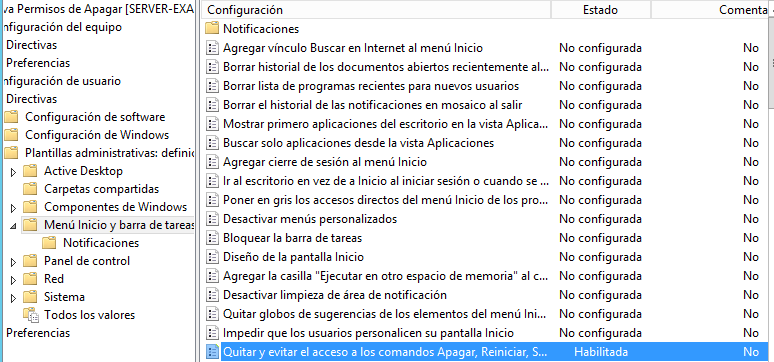 va Permisos de Apagar [SERVER-EXA
nfiguración del equipo
Directivas
Preferencias
nfiguración de usuario
Directivas
Configuración de software
Configuración de Windows
Plantillas administrativas: definic
Active Desktop
Carpetas compartidas
Componentes de Windows
Menú Inicio y barra de tareas
Notificaciones
Panel de control
Red
Sistema
Todos los valores
Preferencias
Configuración Estado Comenta
Notificaciones
Agregar vínculo Buscar en Internet al menú Inicio No configurada No
Borrar historial de los documentos abiertos recientemente al... No configurada No
Borrar lista de programas recientes para nuevos usuarios No configurada No
Borrar el historial de las notificaciones en mosaico al salir No configurada No
Mostrar primero aplicaciones del escritorio en la vista Aplica... No configurada No
Buscar solo aplicaciones desde la vista Aplicaciones No configurada No
Agregar cierre de sesión al menú Inicio No configurada No
Ir al escritorio en vez de a Inicio al iniciar sesión o cuando se ... No configurada No
Poner en gris los accesos directos del menú Inicio de los pro... No configurada No
Desactivar menús personalizados No configurada No
Bloquear la barra de tareas No configurada No
Diseño de la pantalla Inicio No configurada No
Agregar la casilla "Ejecutar en otro espacio de memoria" al c... No configurada No
Desactivar limpieza de área de notificación No configurada No
Quitar globos de sugerencias de los elementos del menú Ini... No configurada No
Impedir que los usuarios personalicen su pantalla Inicio No configurada No
Quitar y evitar el acceso a los comandos Apagar, Reiniciar, S... Habilitada No